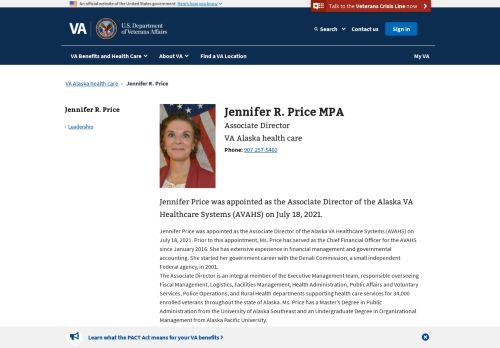 An official website of the United States government Here's how you know
Talk to the Veterans Crisis Line now
VA
U.S. Department
of Veterans Affairs
Search
Contact us
Sign in
VA Benefits and Health Care
About VA
Find a VA Location
My VA
VA Alaska health care › Jennifer R. Price
Jennifer R. Price
› Leadership
Jennifer R. Price MPA
Associate Director
VA Alaska health care
Phone: 907-257-5460
Jennifer Price was appointed as the Associate Director of the Alaska VA
Healthcare Systems (AVAHS) on July 18, 2021.
Jennifer Price was appointed as the Associate Director of the Alaska VA Healthcare Systems (AVAHS) on
July 18, 2021. Prior to this appointment, Ms. Price has served as the Chief Financial Officer for the AVAHS
since January 2016. She has extensive experience in financial management and governmental
accounting. She started her government career with the Denali Commission, a small independent
Federal agency, in 2001.
The Associate Director is an integral member of the Executive Management team, responsible overseeing
Fiscal Management, Logistics, Facilities Management, Health Administration, Public Affairs and Voluntary
Services, Police Operations, and Rural Health departments supporting health care services for 34,000
enrolled veterans throughout the state of Alaska. Ms. Price has a Master's Degree in Public
Administration from the University of Alaska Southeast and an Undergraduate Degree in Organizational
Management from Alaska Pacific University.
Learn what the PACT Act means for your VA benefits